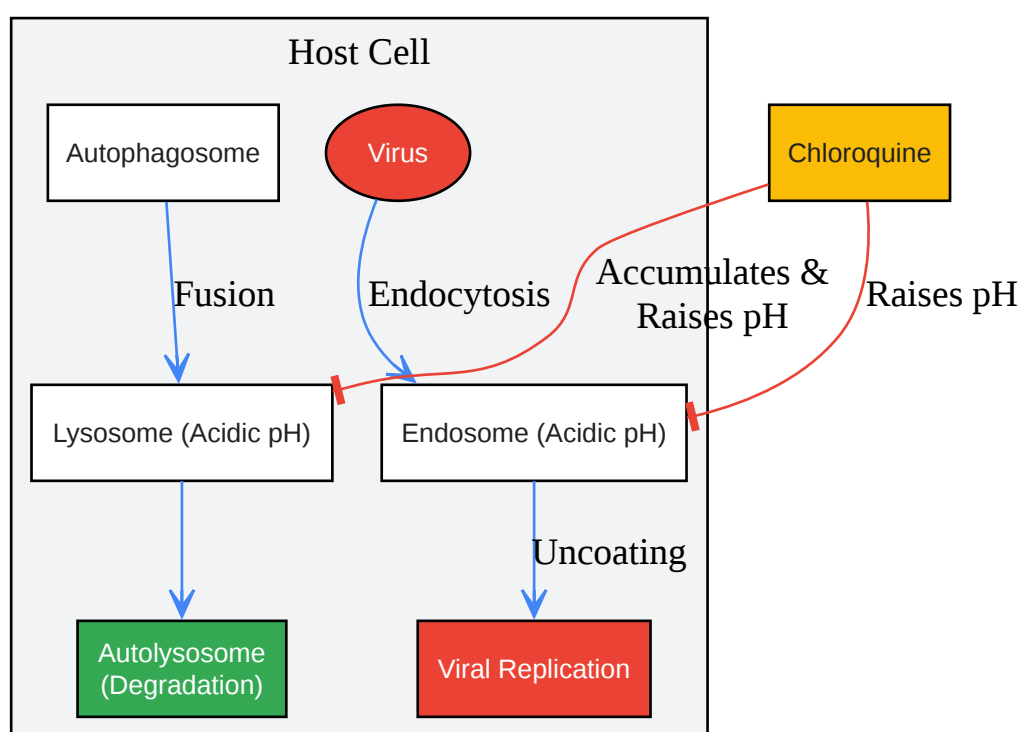 Host Cell
Autophagosome
Virus
Chloroquine
Fusion
Endocytosis
Accumulates &
Raises pH
Raises pH
Lysosome (Acidic pH)
Endosome (Acidic pH)
Uncoating
Autolysosome
(Degradation)
Viral Replication